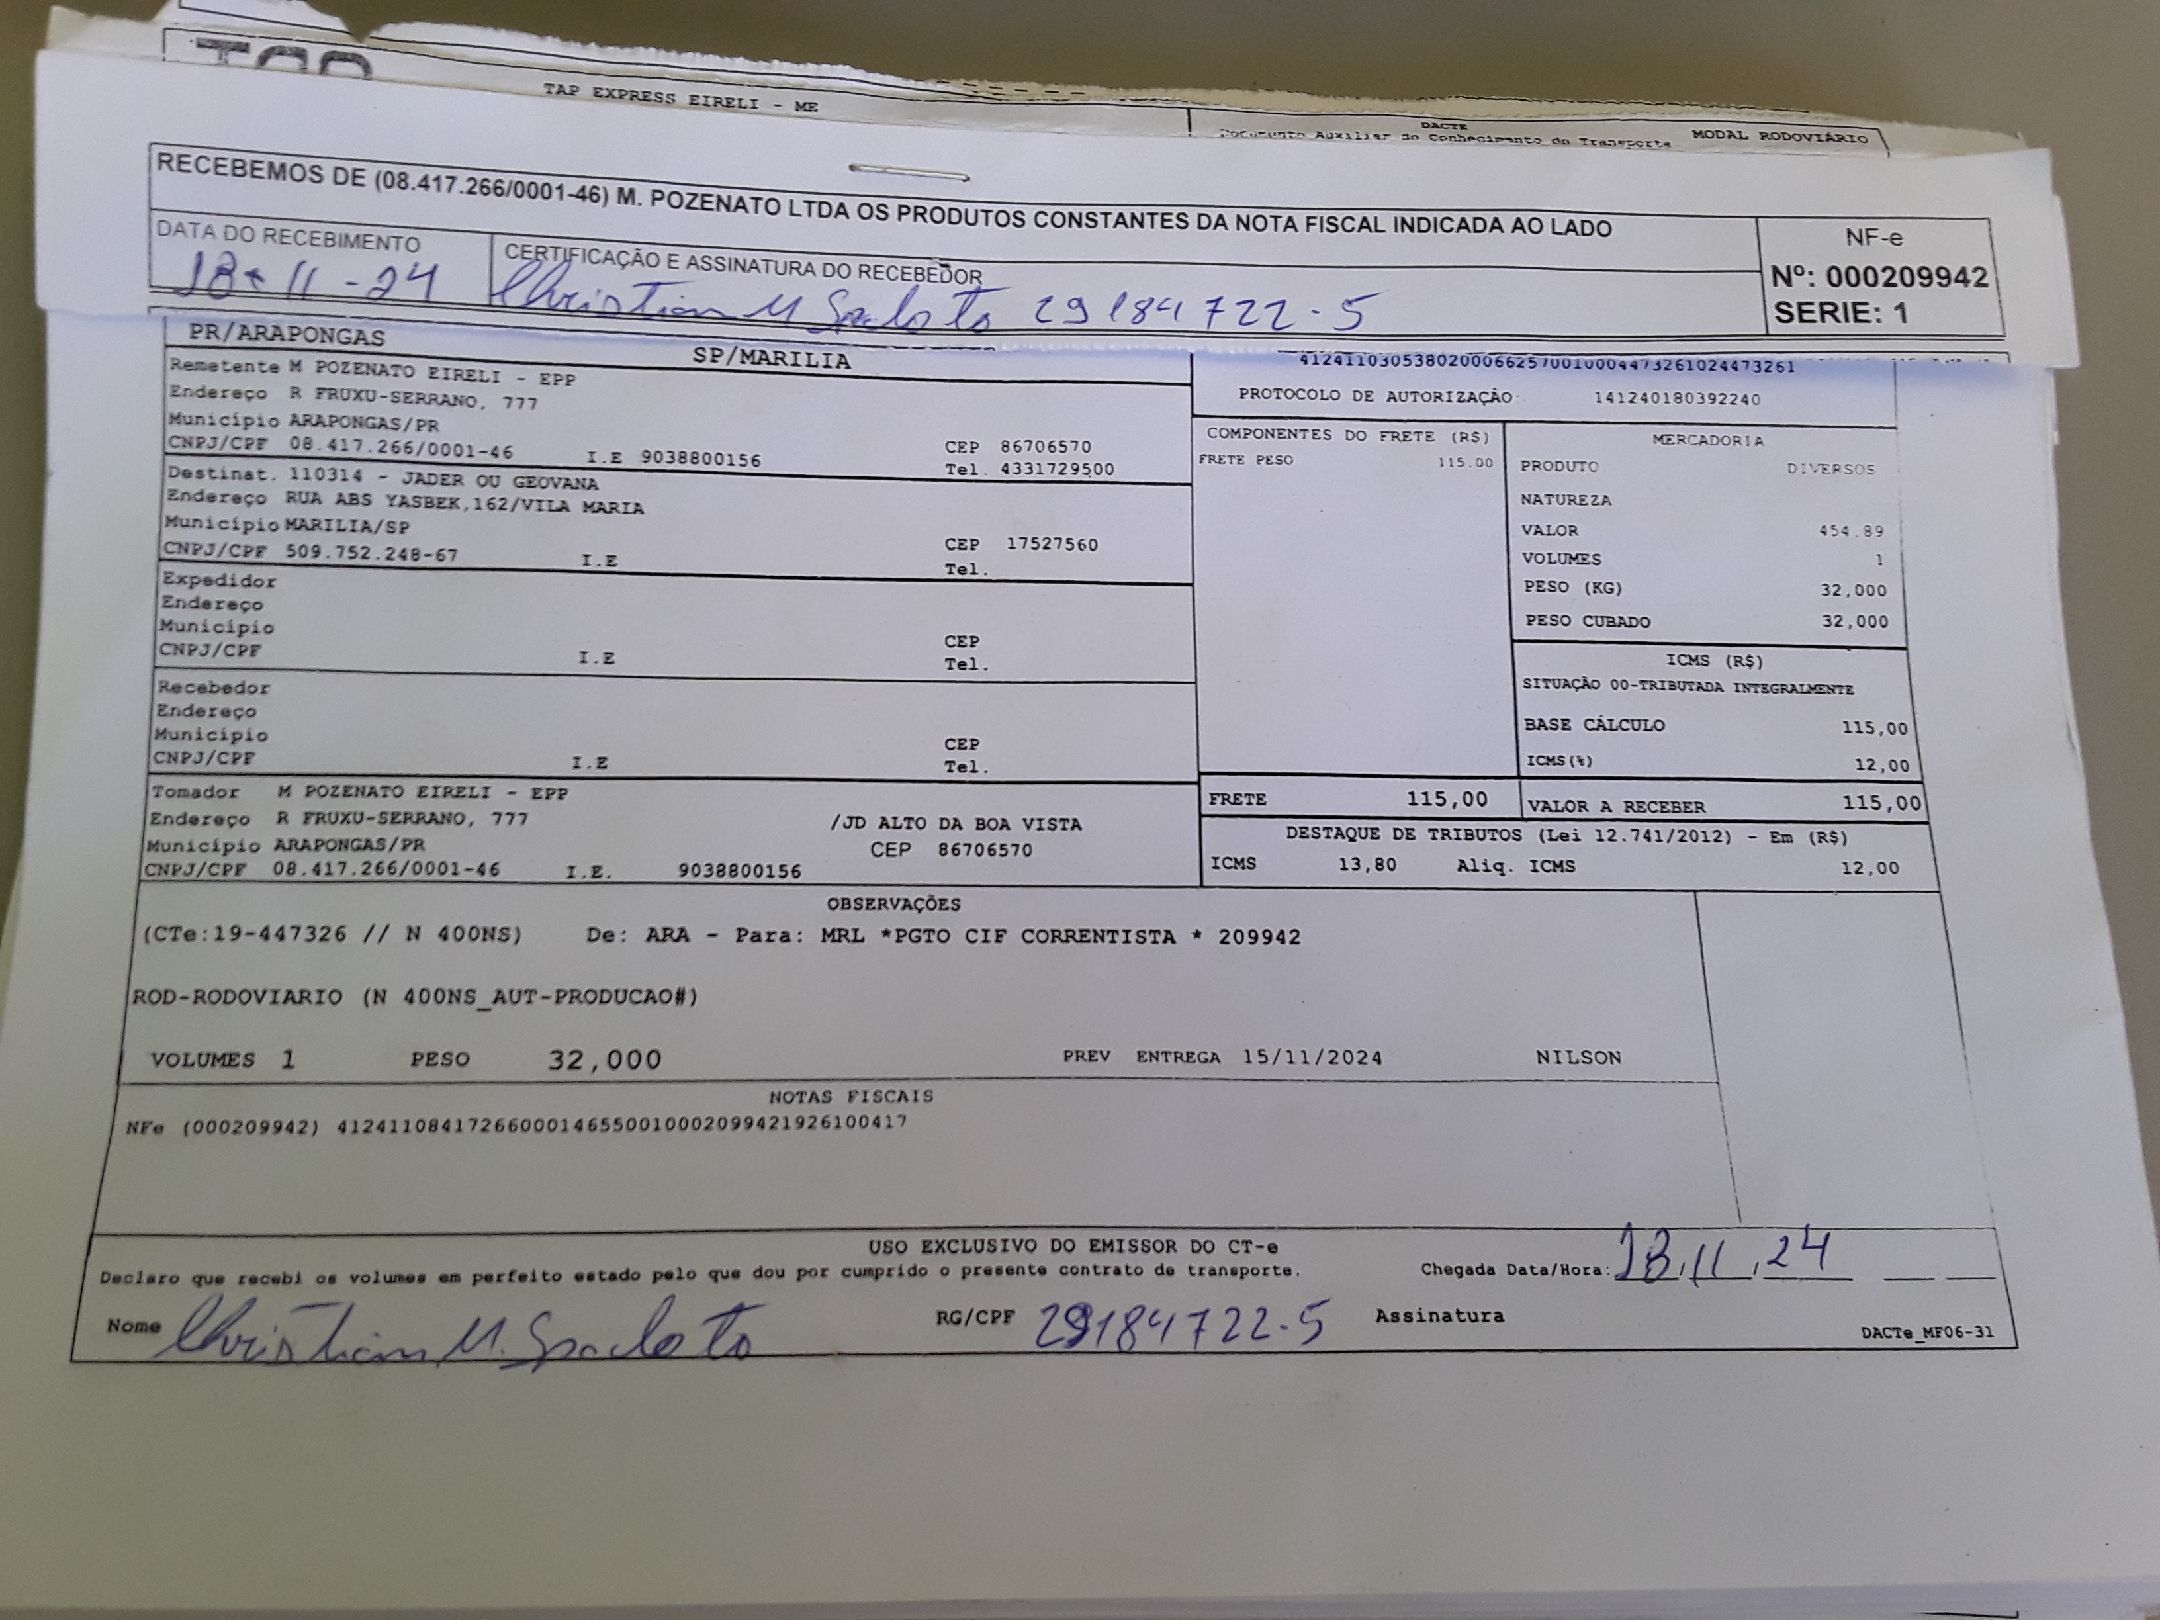 TAP EXPRESS EIRELI - ME
DACTE
Documento Auxiliar do Conhecimento do Transporte
MODAL RODOVIÁRIO
RECEBEMOS DE (08.417.266/0001-46) M. POZENATO LTDA OS PRODUTOS CONSTANTES DA NOTA FISCAL INDICADA AO LADO
NF-e
Nº: 000209942
SERIE: 1
DATA DO RECEBIMENTO
18-11-24
CERTIFICAÇÃO E ASSINATURA DO RECEBEDOR
Christian M Spoloto 29184722-5
PR/ARAPONGAS
SP/MARILIA
41241103053802000662570010004473261024473261
PROTOCOLO DE AUTORIZAÇÃO: 141240180392240
Remetente M POZENATO EIRELI - EPP
Endereço R FRUXU-SERRANO, 777
Município ARAPONGAS/PR
CEP 86706570
CNPJ/CPF 08.417.266/0001-46 I.E 9038800156
Tel. 4331729500
Destinat. 110314 - JADER OU GEOVANA
Endereço RUA ABS YASBEK,162/VILA MARIA
Município MARILIA/SP
CEP 17527560
CNPJ/CPF 509.752.248-67 I.E
Tel.
Expedidor
Endereço
Município
CEP
CNPJ/CPF I.E
Tel.
Recebedor
Endereço
Município
CEP
CNPJ/CPF I.E
Tel.
Tomador M POZENATO EIRELI - EPP
Endereço R FRUXU-SERRANO, 777 /JD ALTO DA BOA VISTA
Município ARAPONGAS/PR CEP 86706570
CNPJ/CPF 08.417.266/0001-46 I.E. 9038800156
COMPONENTES DO FRETE (R$)
FRETE PESO 115.00
MERCADORIA
PRODUTO DIVERSOS
NATUREZA
VALOR 454.89
VOLUMES 1
PESO (KG) 32,000
PESO CUBADO 32,000
ICMS (R$)
SITUAÇÃO 00-TRIBUTADA INTEGRALMENTE
BASE CÁLCULO 115,00
ICMS(%) 12,00
FRETE 115,00
VALOR A RECEBER 115,00
DESTAQUE DE TRIBUTOS (Lei 12.741/2012) - Em (R$)
ICMS 13,80 Aliq. ICMS 12,00
OBSERVAÇÕES
(CTe:19-447326 // N 400NS) De: ARA - Para: MRL *PGTO CIF CORRENTISTA * 209942
ROD-RODOVIARIO (N 400NS_AUT-PRODUCAO#)
VOLUMES 1 PESO 32,000 PREV ENTREGA 15/11/2024 NILSON
NOTAS FISCAIS
NFe (000209942) 41241108417266000146550010002099421926100417
USO EXCLUSIVO DO EMISSOR DO CT-e
Declaro que recebi os volumes em perfeito estado pelo que dou por cumprido o presente contrato de transporte.
Chegada Data/Hora: 18.11.24
Nome Christian M. Spoloto RG/CPF 29184722-5 Assinatura
DACTe_MF06-31